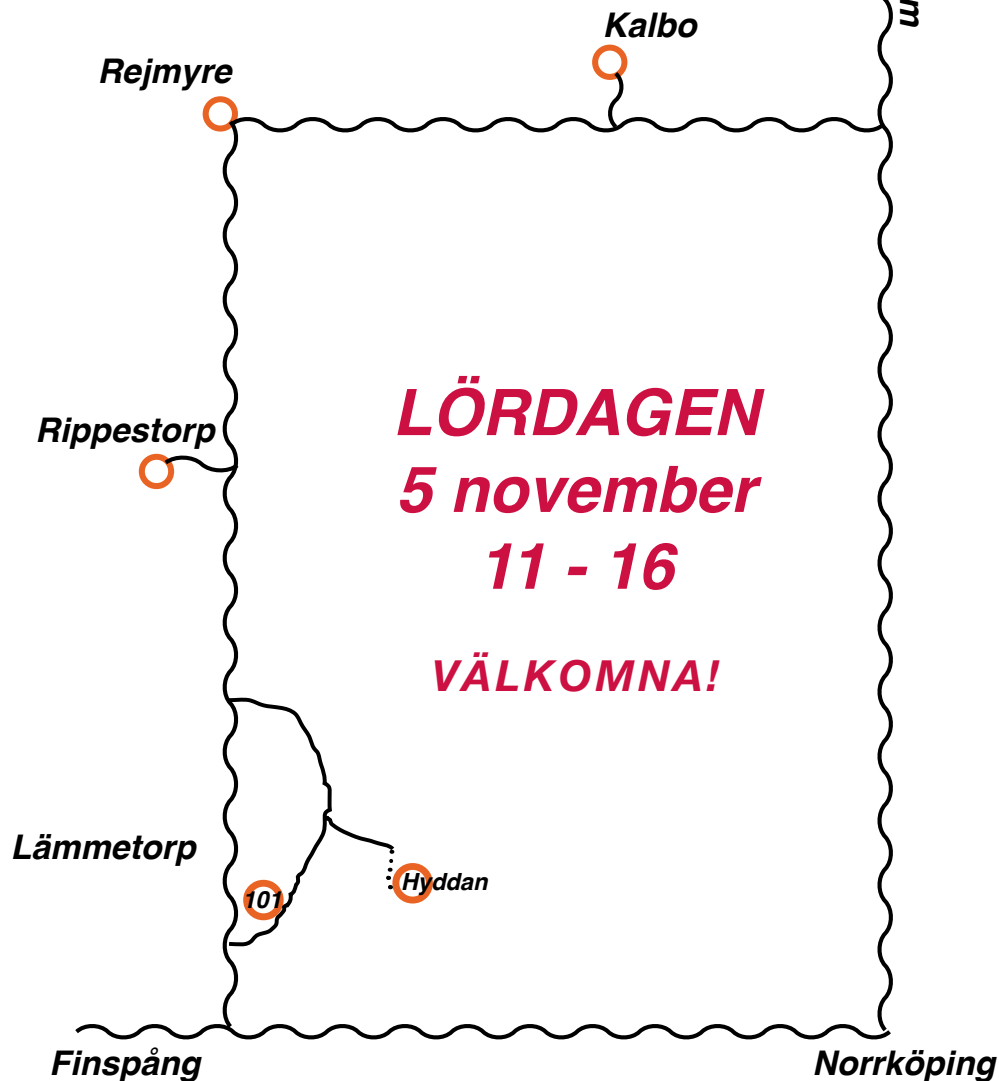 m
Kalbo
Rejmyre
Rippestorp
LÖRDAGEN
5 november
11 - 16
VÄLKOMNA!
Lämmetorp
101
Hyddan
Finspång
Norrköping